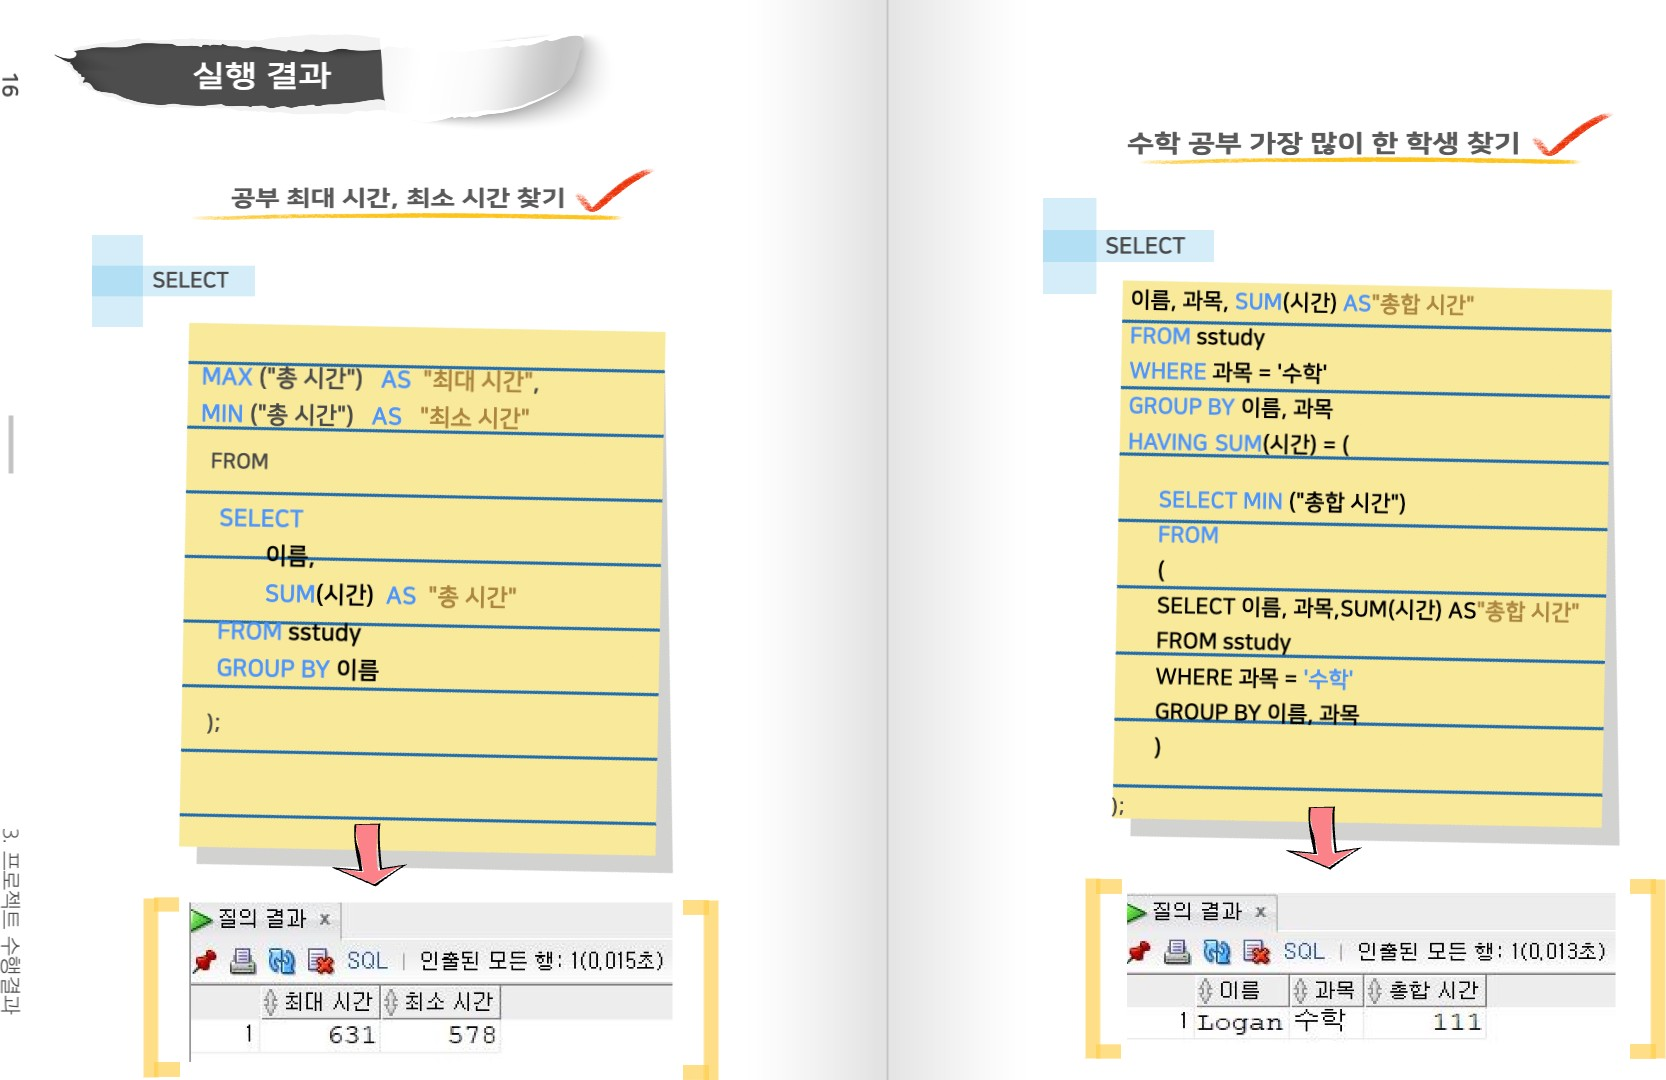 16
3. 프로젝트 수행결과
실행 결과
공부 최대 시간, 최소 시간 찾기
SELECT
MAX ("총 시간") AS "최대 시간",
MIN ("총 시간") AS "최소 시간"
FROM
SELECT
이름,
SUM(시간) AS "총 시간"
FROM sstudy
GROUP BY 이름
);
질의 결과 x
SQL | 인출된 모든 행: 1(0,015초)
최대 시간 최소 시간
1 631 578
수학 공부 가장 많이 한 학생 찾기
SELECT
이름, 과목, SUM(시간) AS"총합 시간"
FROM sstudy
WHERE 과목 = '수학'
GROUP BY 이름, 과목
HAVING SUM(시간) = (
SELECT MIN ("총합 시간")
FROM
(
SELECT 이름, 과목,SUM(시간) AS"총합 시간"
FROM sstudy
WHERE 과목 = '수학'
GROUP BY 이름, 과목
)
);
질의 결과 x
SQL | 인출된 모든 행: 1(0,013초)
이름 과목 총합 시간
1 Logan 수학 111